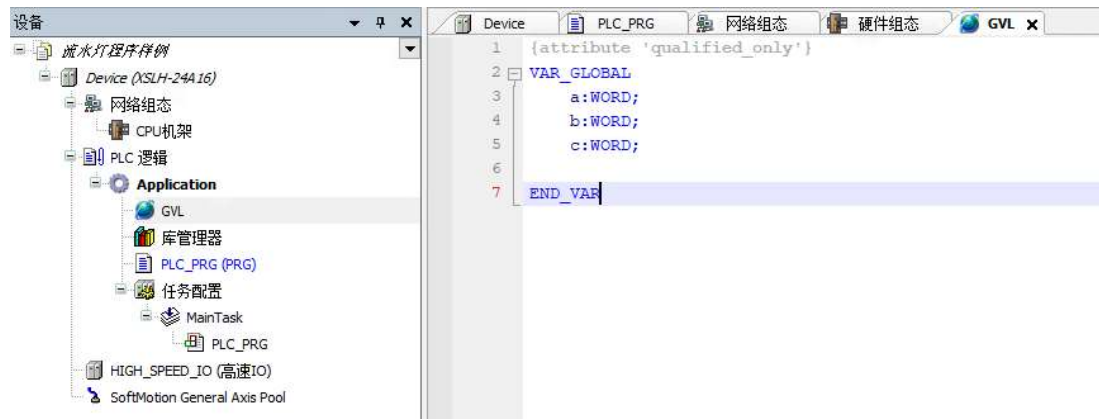 设备
流水灯程序样例
Device (XSLH-24A16)
网络组态
CPU机架
PLC 逻辑
Application
GVL
库管理器
PLC_PRG (PRG)
任务配置
MainTask
PLC_PRG
HIGH_SPEED_IO (高速IO)
SoftMotion General Axis Pool
Device PLC_PRG 网络组态 硬件组态 GVL
1 {attribute 'qualified_only'}
2 VAR_GLOBAL
3 a:WORD;
4 b:WORD;
5 c:WORD;
6
7 END_VAR